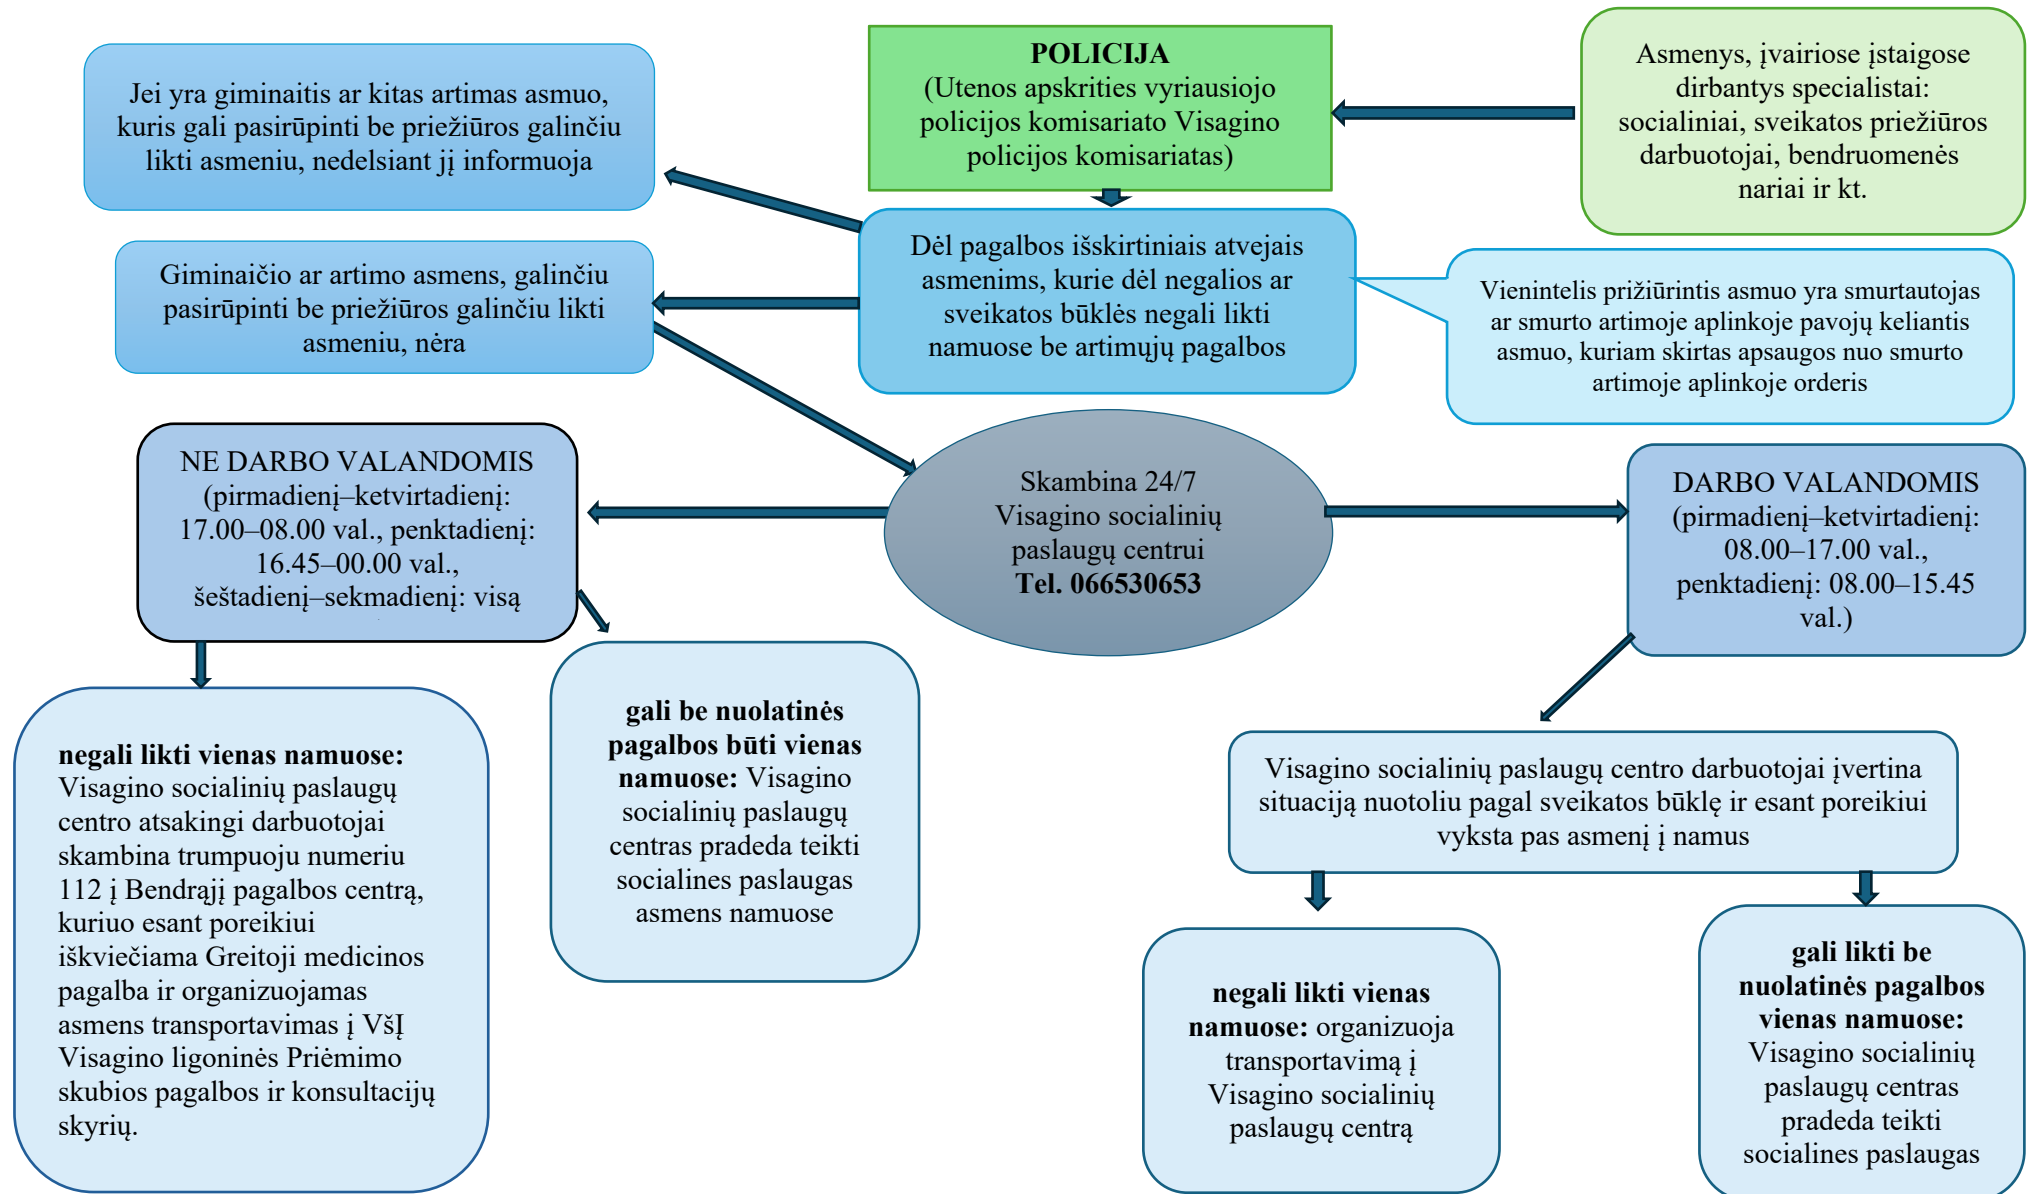 Jei yra giminaitis ar kitas artimas asmuo,
kuris gali pasirūpinti be priežiūros galinčiu
likti asmeniu, nedelsiant jį informuoja
POLICIJA
(Utenos apskrities vyriausiojo
policijos komisariato Visagino
policijos komisariatas)
Asmenys, įvairiose įstaigose
dirbantys specialistai:
socialiniai, sveikatos priežiūros
darbuotojai, bendruomenės
nariai ir kt.
Giminaičio ar artimo asmens, galinčiu
pasirūpinti be priežiūros galinčiu likti
asmeniu, nėra
Dėl pagalbos išskirtiniais atvejais
asmenims, kurie dėl negalios ar
sveikatos būklės negali likti
namuose be artimųjų pagalbos
Vienintelis prižiūrintis asmuo yra smurtautojas
ar smurto artimoje aplinkoje pavojų keliantis
asmuo, kuriam skirtas apsaugos nuo smurto
artimoje aplinkoje orderis
NE DARBO VALANDOMIS
(pirmadienį–ketvirtadienį:
17.00–08.00 val., penktadienį:
16.45–00.00 val.,
šeštadienį–sekmadienį: visą
Skambina 24/7
Visagino socialinių
paslaugų centrui
Tel. 066530653
DARBO VALANDOMIS
(pirmadienį–ketvirtadienį:
08.00–17.00 val.,
penktadienį: 08.00–15.45
val.)
negali likti vienas namuose:
Visagino socialinių paslaugų
centro atsakingi darbuotojai
skambina trumpuoju numeriu
112 į Bendrąjį pagalbos centrą,
kuriuo esant poreikiui
iškviečiama Greitoji medicinos
pagalba ir organizuojamas
asmens transportavimas į VšĮ
Visagino ligoninės Priėmimo
skubios pagalbos ir konsultacijų
skyrių.
gali be nuolatinės
pagalbos būti vienas
namuose: Visagino
socialinių paslaugų
centras pradeda teikti
socialines paslaugas
asmens namuose
Visagino socialinių paslaugų centro darbuotojai įvertina
situaciją nuotoliu pagal sveikatos būklę ir esant poreikiui
vyksta pas asmenį į namus
negali likti vienas
namuose: organizuoja
transportavimą į
Visagino socialinių
paslaugų centrą
gali likti be
nuolatinės pagalbos
vienas namuose:
Visagino socialinių
paslaugų centras
pradeda teikti
socialines paslaugas